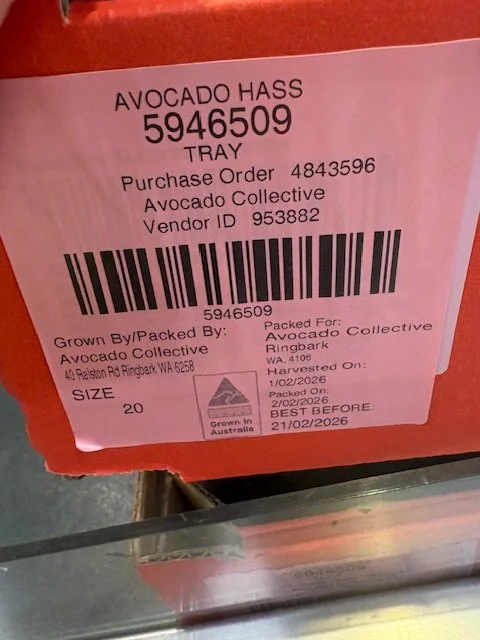 AVOCADO HASS
5946509
TRAY
Purchase Order 4843596
Avocado Collective
Vendor ID 953882
5946509
Grown By/Packed By:
Avocado Collective
40 Ralston Rd Ringbark WA 6258
SIZE
20
Grown in
Australia
Packed For:
Avocado Collective
Ringbark
WA, 4106
Harvested On:
1/02/2026
Packed On:
2/02/2026
BEST BEFORE:
21/02/2026